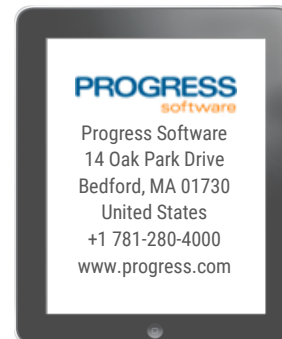 PROGRESS
software
Progress Software
14 Oak Park Drive
Bedford, MA 01730
United States
+1 781-280-4000
www.progress.com